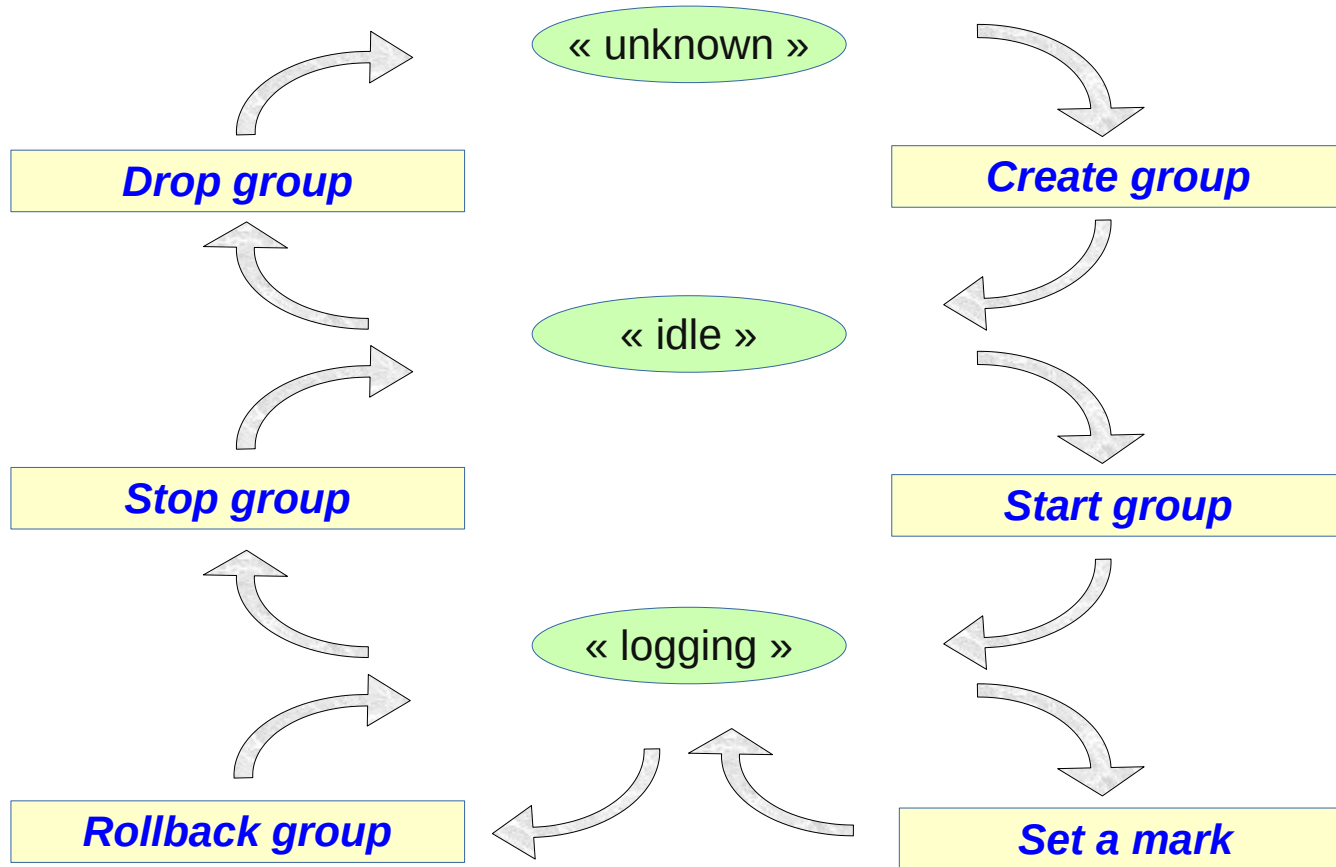 « unknown »
Drop group
Create group
« idle »
Stop group
Start group
« logging »
Rollback group
Set a mark